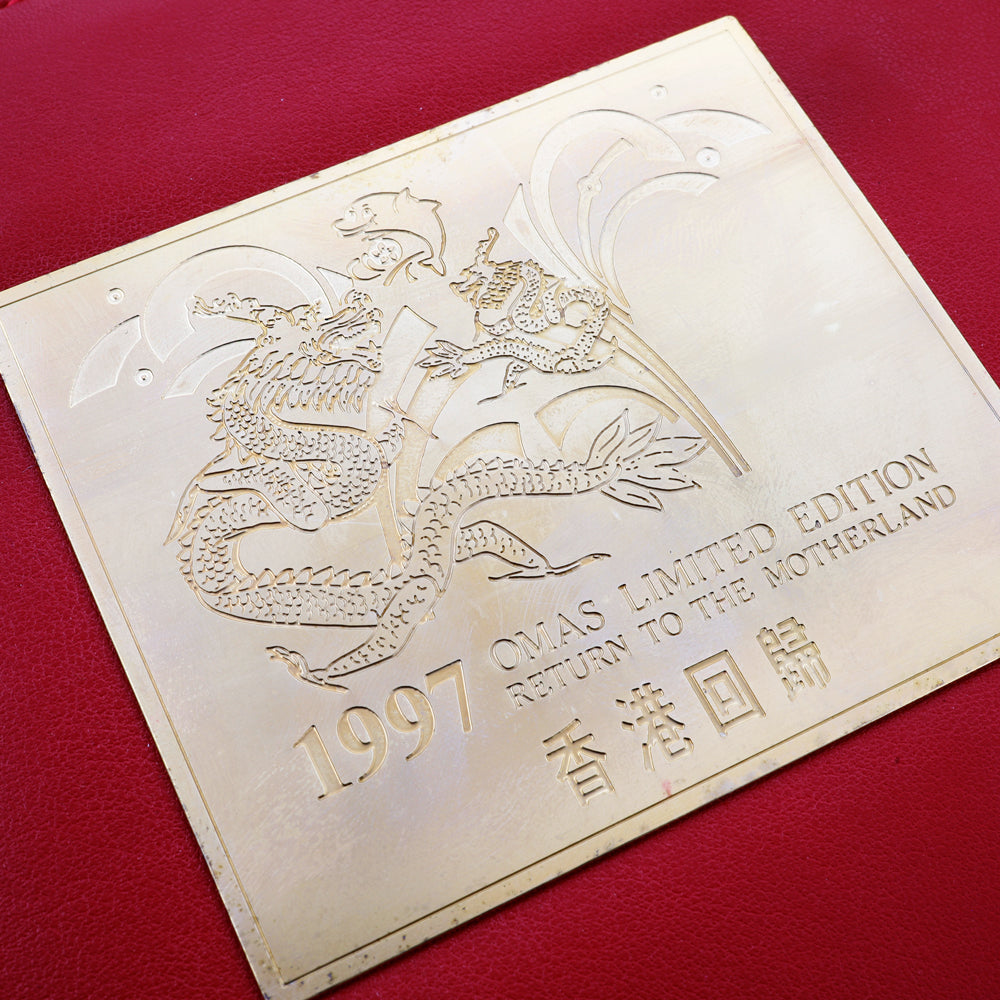 1997
OMAS LIMITED EDITION
RETURN TO THE MOTHERLAND
香港回歸